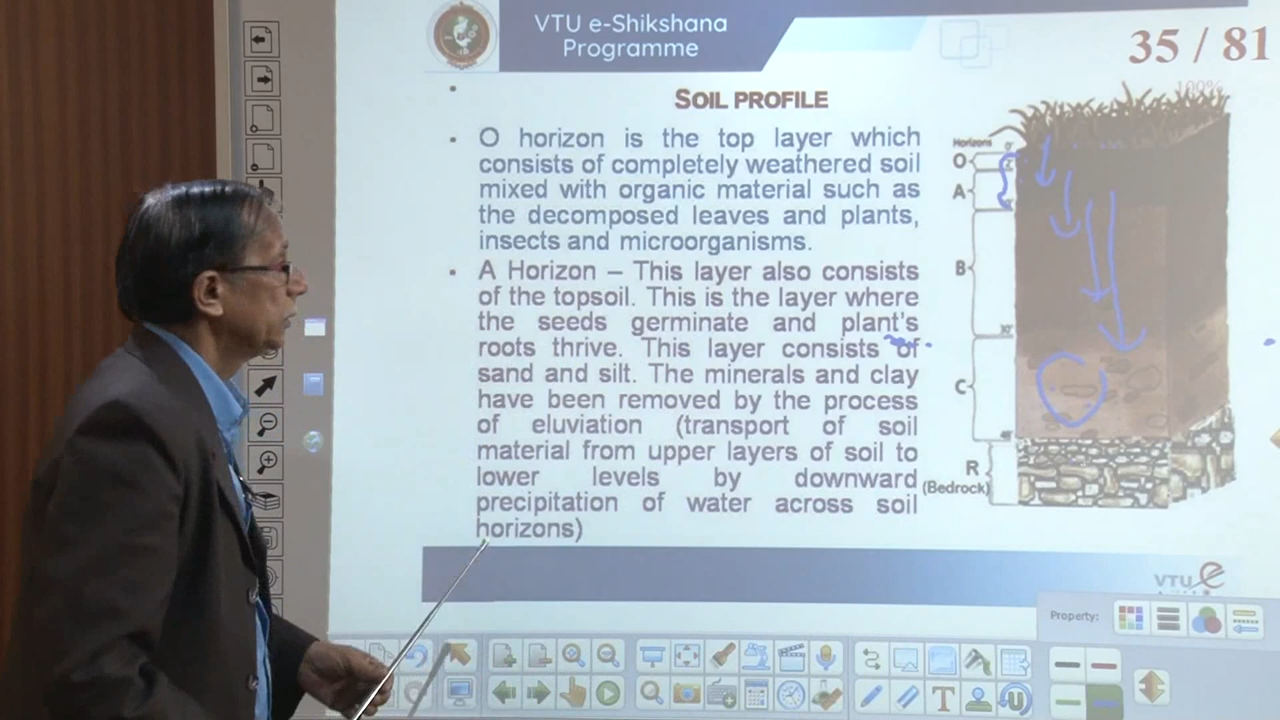 VTU e-Shikshana
Programme
35 / 81
100%
SOIL PROFILE
• O horizon is the top layer which
consists of completely weathered soil
mixed with organic material such as
the decomposed leaves and plants,
insects and microorganisms.
• A Horizon – This layer also consists
of the topsoil. This is the layer where
the seeds germinate and plant's
roots thrive. This layer consists of
sand and silt. The minerals and clay
have been removed by the process
of eluviation (transport of soil
material from upper layers of soil to
lower levels by downward
precipitation of water across soil
horizons)
Horizons
O
A
B
C
R
(Bedrock)
VTU e
Property: